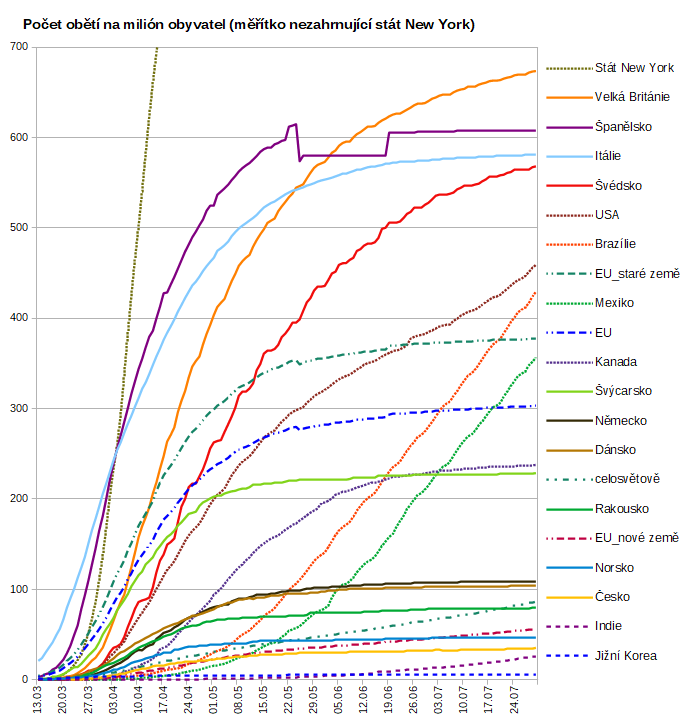 Počet obětí na milión obyvatel (měřítko nezahrnující stát New York)
700
600
500
400
300
200
100
0
13.03
20.03
27.03
03.04
10.04
17.04
24.04
01.05
08.05
15.05
22.05
29.05
05.06
12.06
19.06
26.06
03.07
10.07
17.07
24.07
Stát New York
Velká Británie
Španělsko
Itálie
Švédsko
USA
Brazílie
EU_staré země
Mexiko
EU
Kanada
Švýcarsko
Německo
Dánsko
celosvětově
Rakousko
EU_nové země
Norsko
Česko
Indie
Jižní Korea